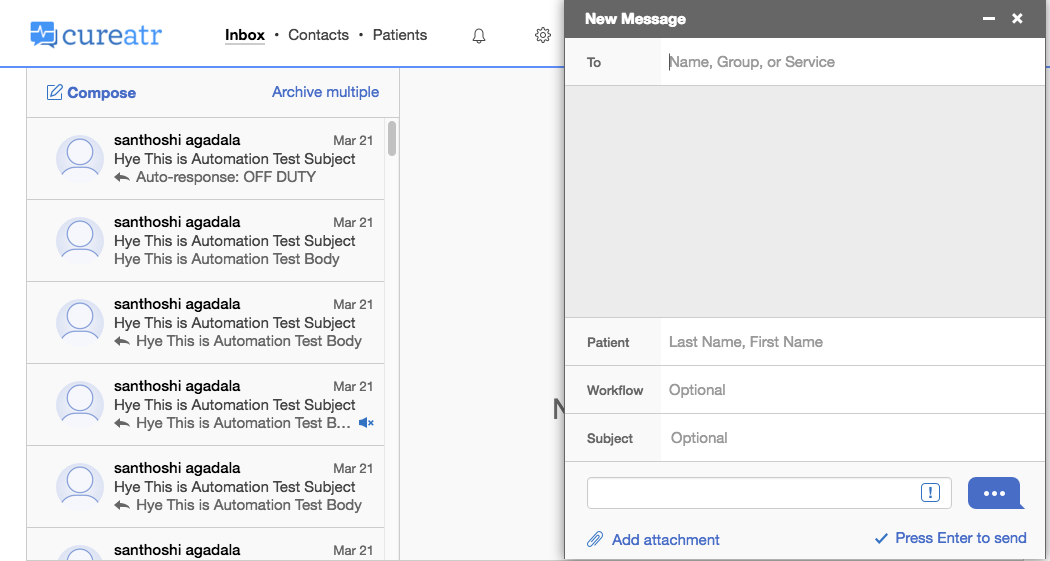 cureatr
Inbox • Contacts • Patients
Compose
Archive multiple
santhoshi agadala Mar 21
Hye This is Automation Test Subject
Auto-response: OFF DUTY
santhoshi agadala Mar 21
Hye This is Automation Test Subject
Hye This is Automation Test Body
santhoshi agadala Mar 21
Hye This is Automation Test Subject
Hye This is Automation Test Body
santhoshi agadala Mar 21
Hye This is Automation Test Subject
Hye This is Automation Test B...
santhoshi agadala Mar 21
Hye This is Automation Test Subject
Hye This is Automation Test Body
santhoshi agadala Mar 21
N
New Message
To Name, Group, or Service
Patient Last Name, First Name
Workflow Optional
Subject Optional
!
Add attachment
Press Enter to send